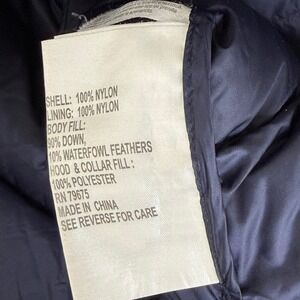 SHELL: 100% NYLON
LINING: 100% NYLON
BODY FILL:
90% DOWN,
10% WATERFOWL FEATHERS
HOOD & COLLAR FILL:
100% POLYESTER
RN 79675
MADE IN CHINA
SEE REVERSE FOR CARE